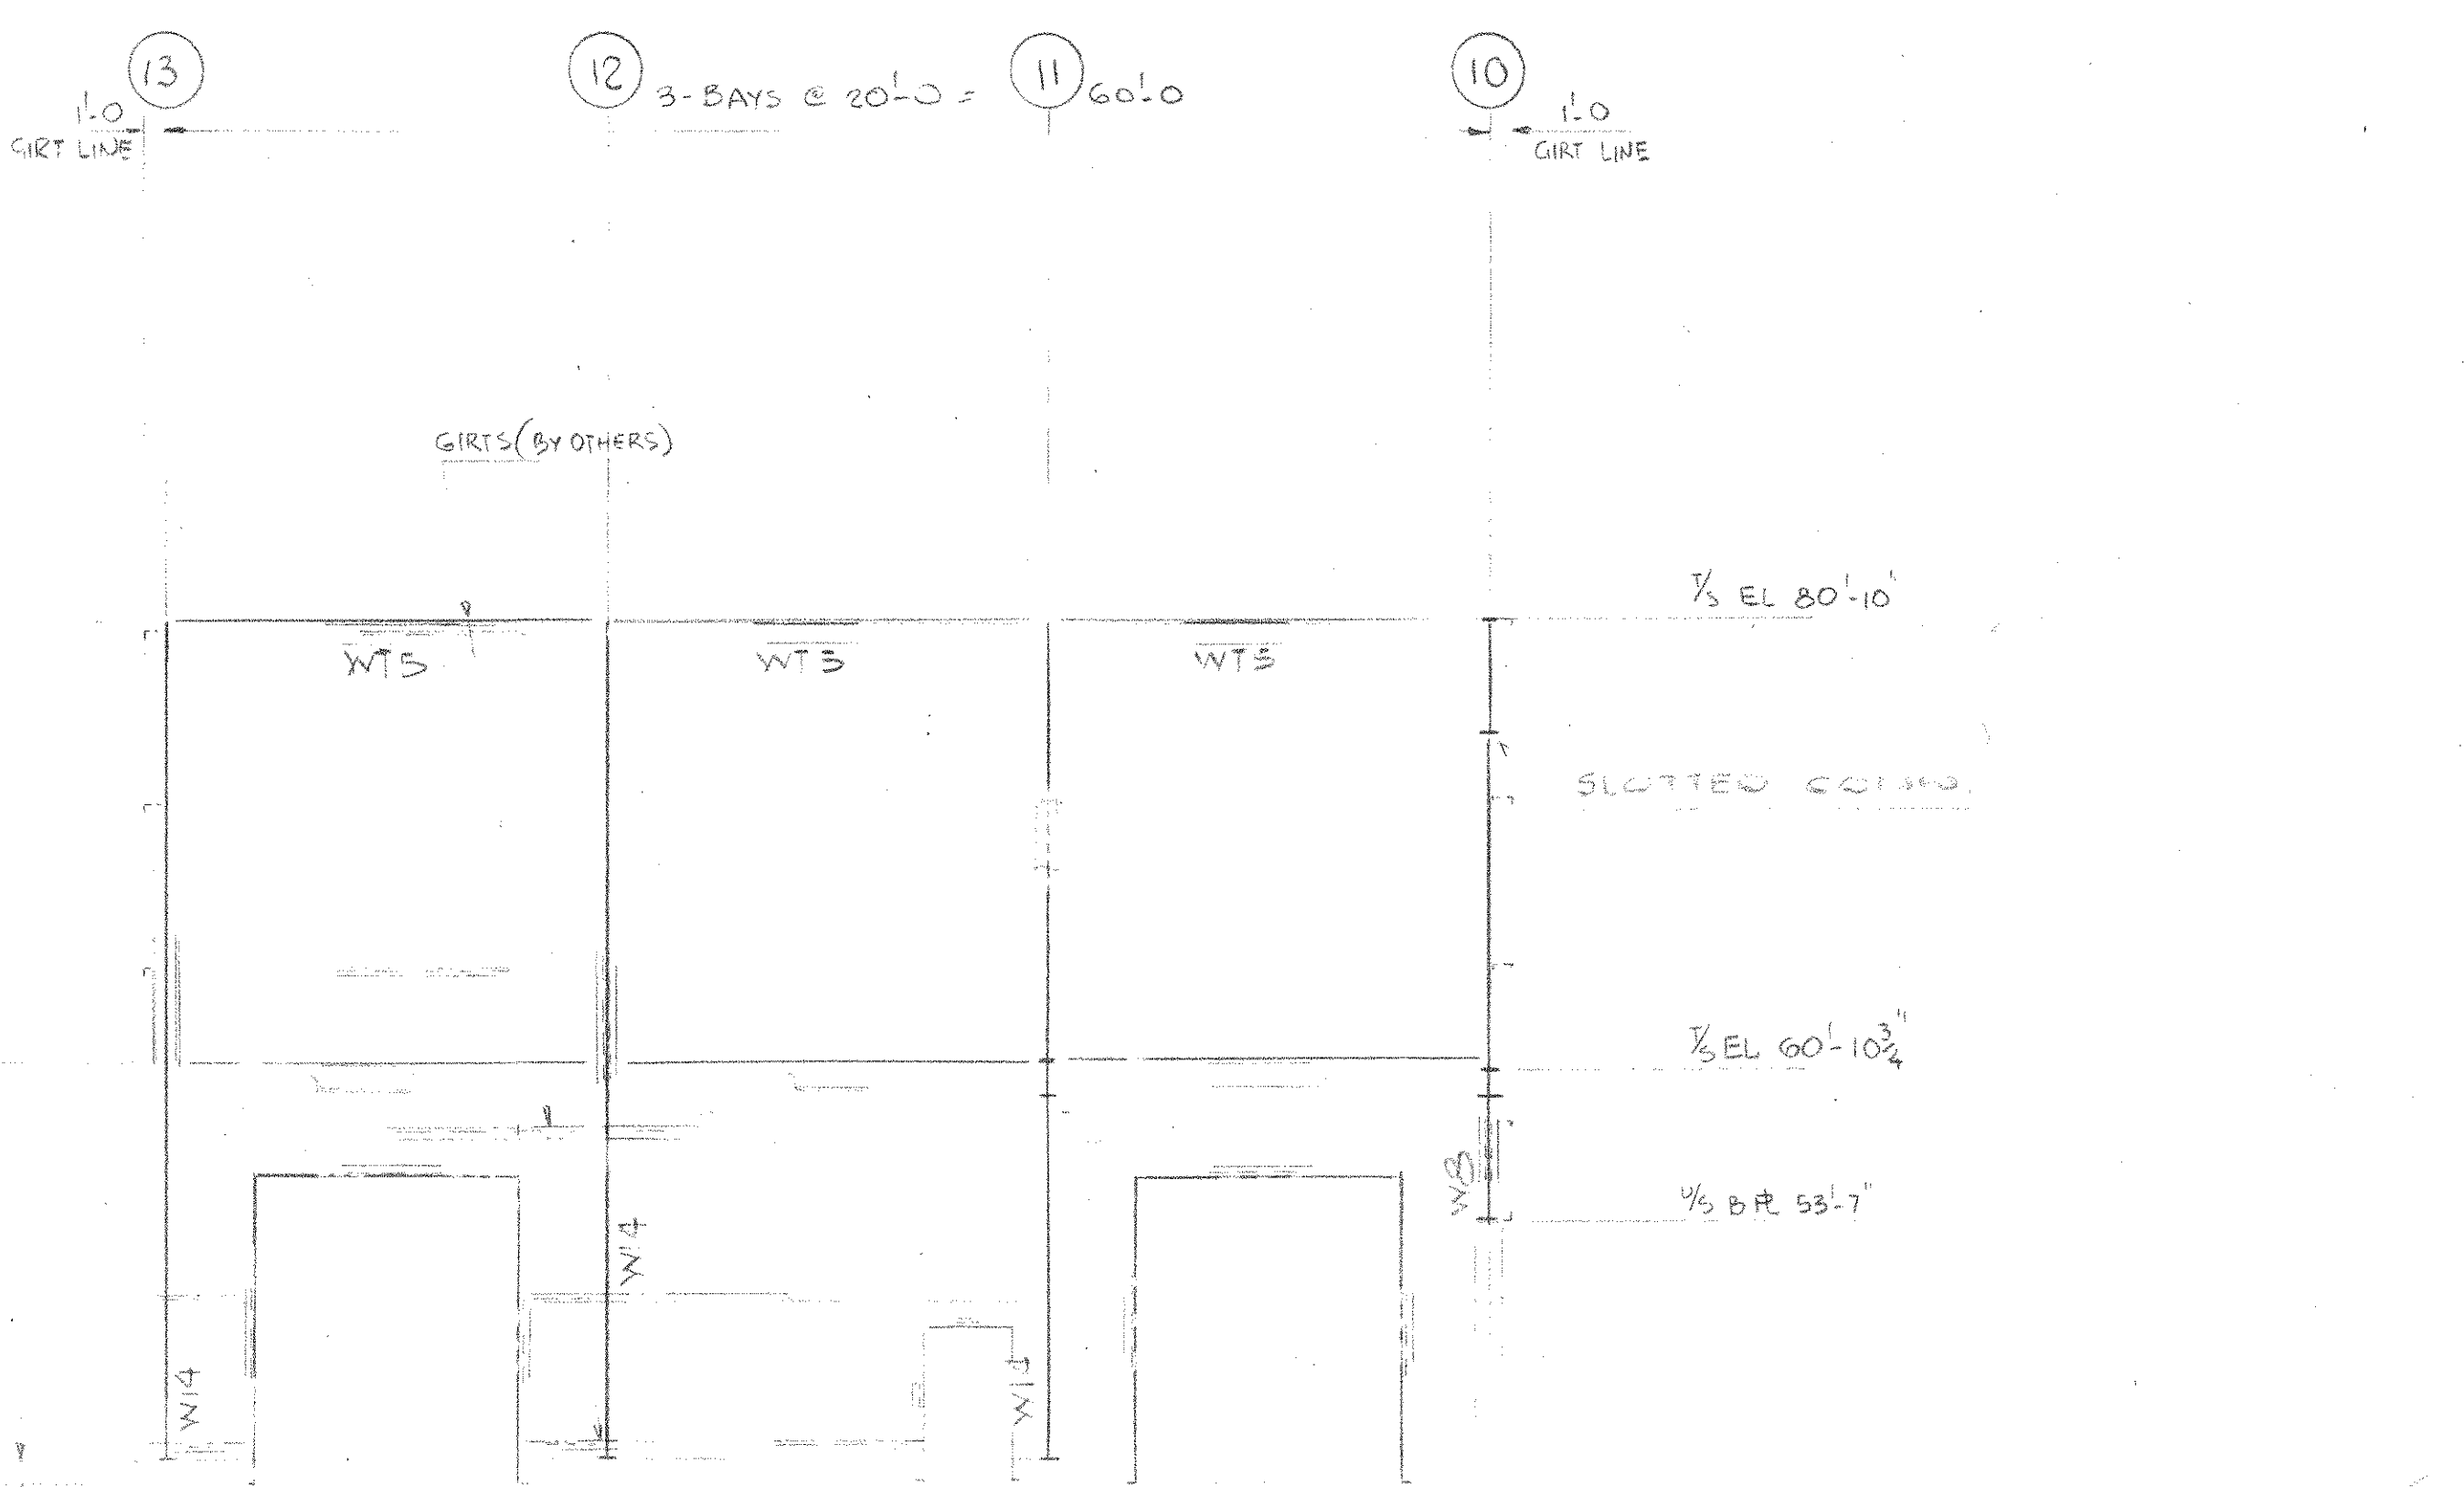 13
12
11
10
3-BAYS @ 20'-0 = 60'-0
1'-0
GIRT LINE
1'-0
GIRT LINE
GIRTS (BY OTHERS)
T/S EL 80'-10"
WT5
WT5
WT5
SLOTTED
T/S EL 60'-10 3/4"
W8
U/S B PL 53'-7"
W14
W14
W14